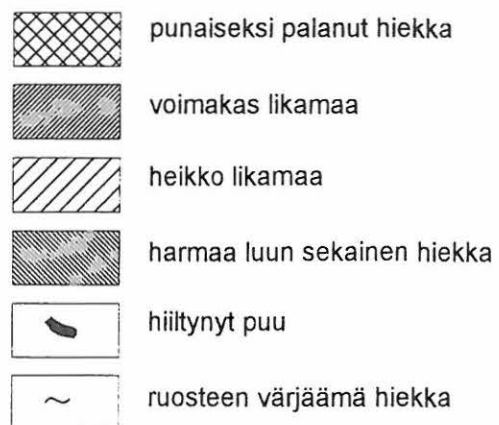 punaiseksi palanut hiekka
voimakas likamaa
heikko likamaa
harmaa luun sekainen hiekka
hiiltynyt puu
ruosteen värjäämä hiekka